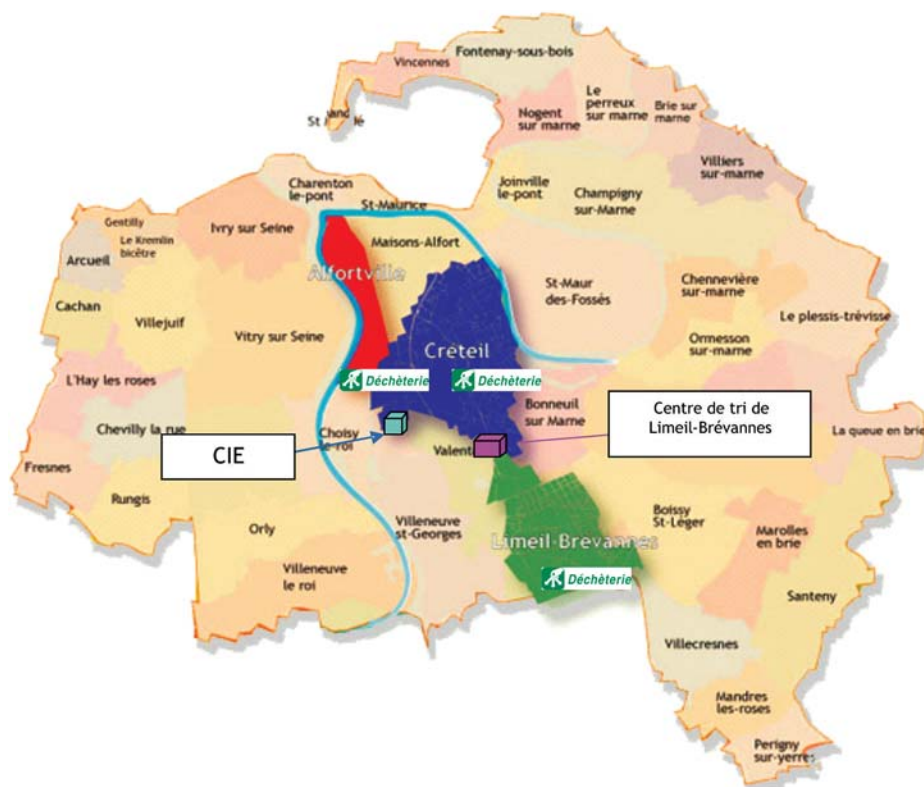 Fontenay-sous-bois
Vincennes
Le
perreux
sur marne
Brie sur
marne
Nogent
sur marne
Villiers
sur-marne
Charenton
le-pont
St-Maurice
Joinville
le-pont
Champigny
sur-Marne
Gentilly
Le Kremlin
bicêtre
Ivry sur Seine
Maisons-Alfort
Arcueil
Alfortville
St-Maur
des-Fossés
Chennevière
sur-marne
Cachan
Villejuif
Vitry sur Seine
Le plessis-trévisse
Ormesson
sur-marne
Créteil
L'Hay les roses
Déchèterie
Déchèterie
Bonneuil
sur Marne
Centre de tri de
Limeil-Brévannes
Chevilly la rue
Choisy
le-roi
CIE
Valent
La queue en brie
Fresnes
Rungis
Orly
Villeneuve
st-Georges
Limeil-Brévannes
Boissy
St-Léger
Marolles
en brie
Villeneuve
le roi
Déchèterie
Santeny
Villecresnes
Mandres
les-roses
Perigny
sur-yerres